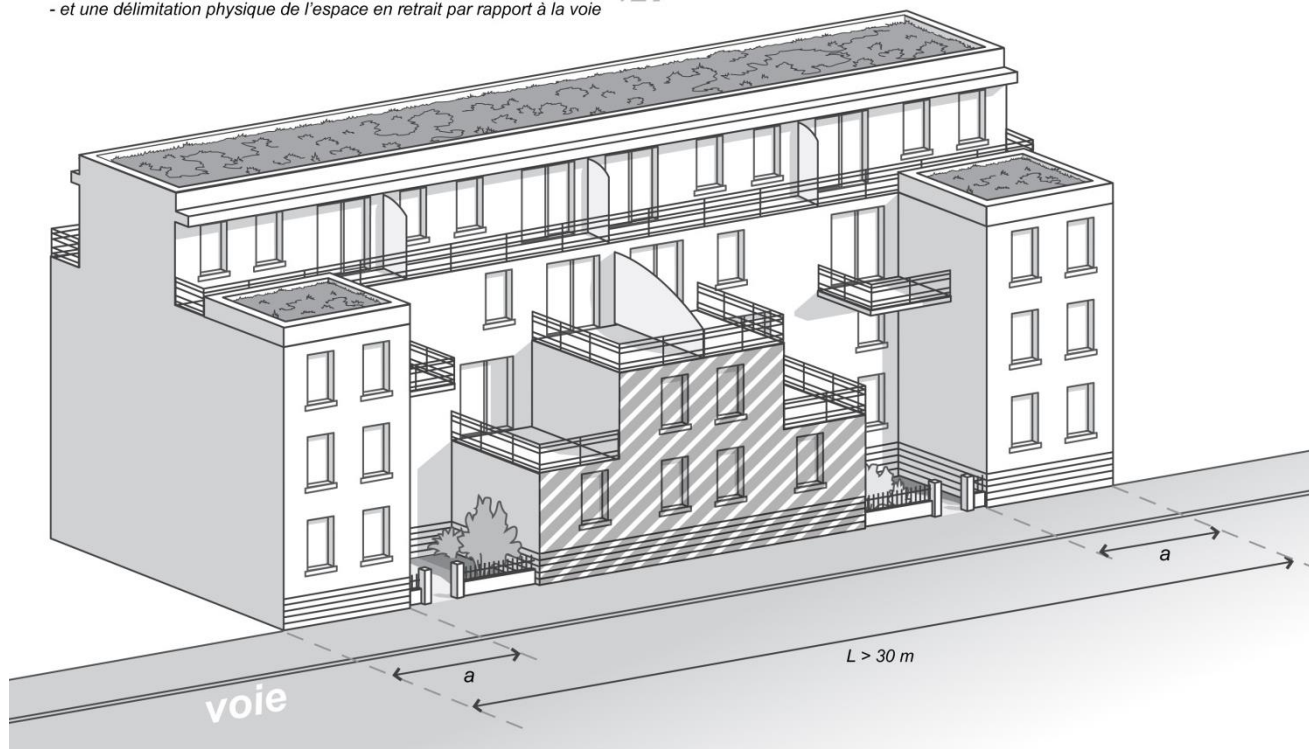 - et une délimitation physique de l'espace en retrait par rapport à la voie
a
L > 30 m
a
voie